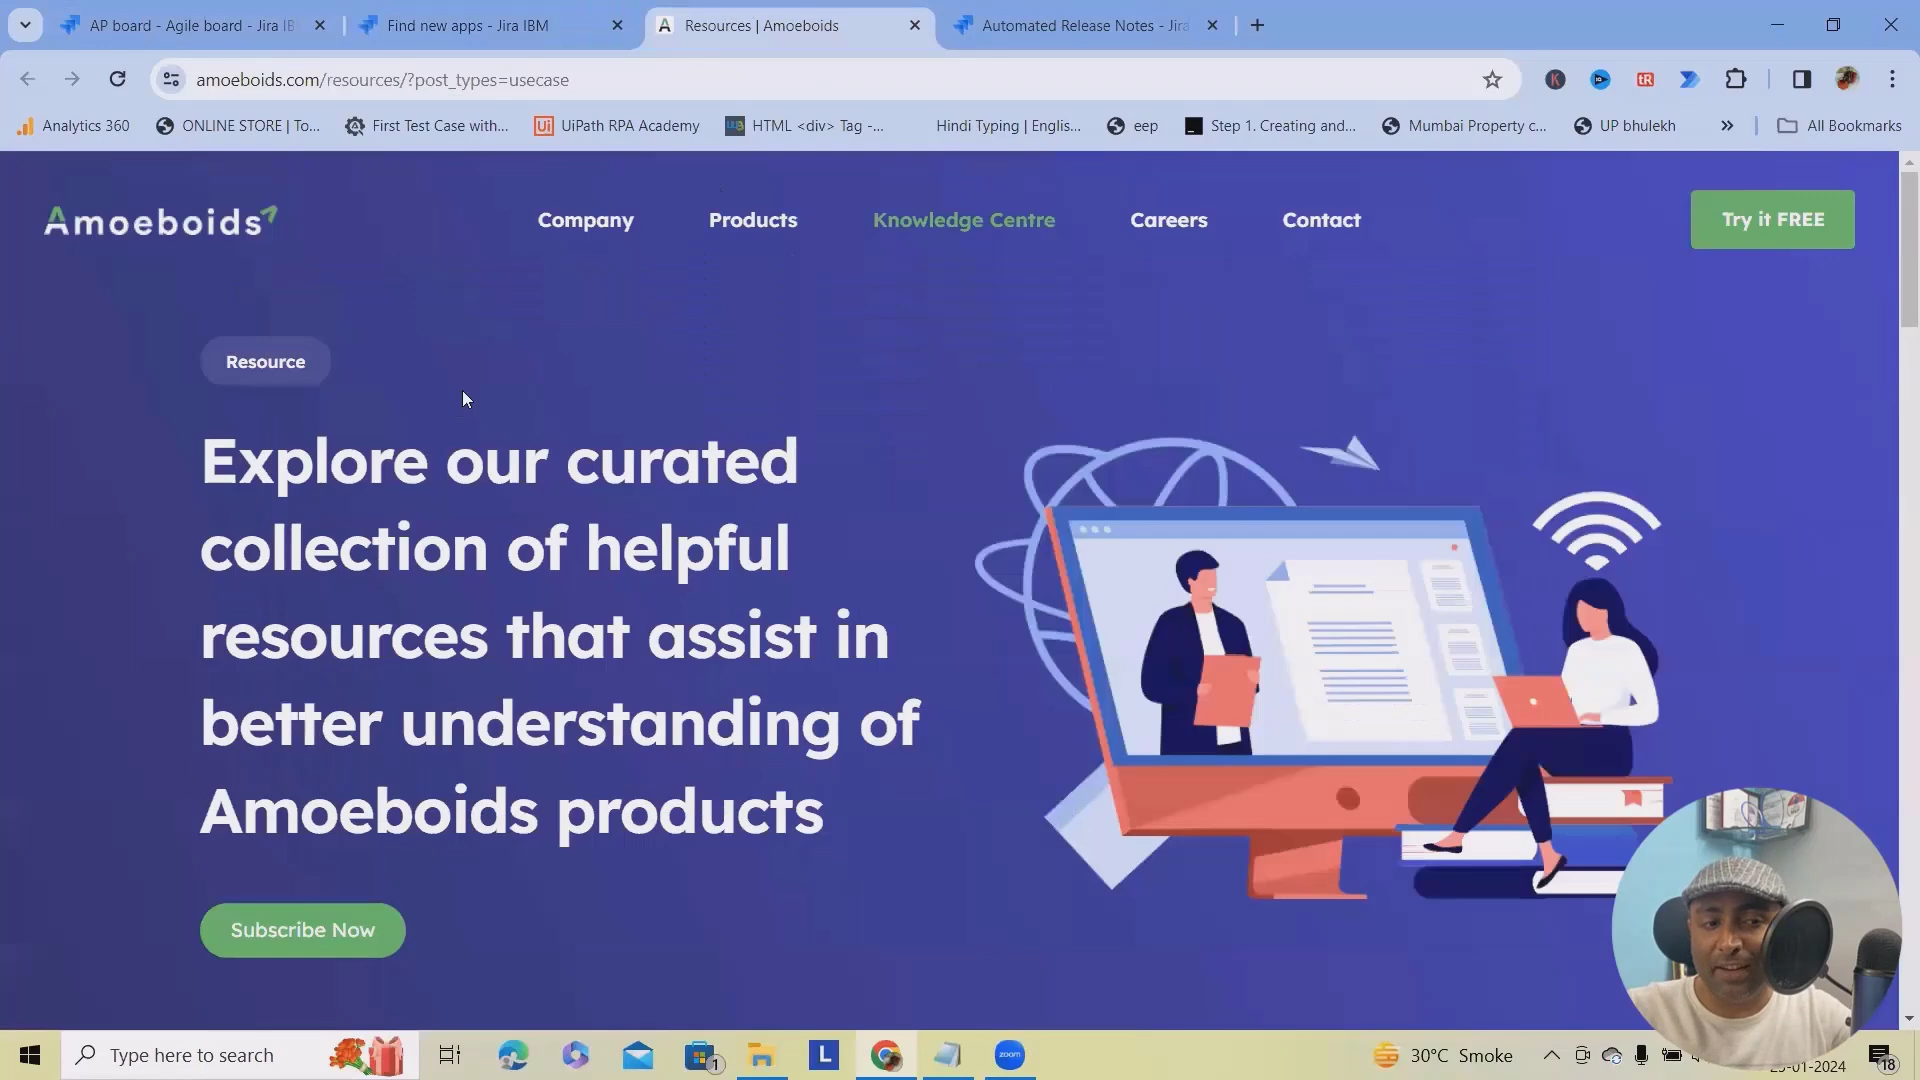 AP board - Agile board - Jira IB
Find new apps - Jira IBM
Resources | Amoeboids
Automated Release Notes - Jira
amoeboids.com/resources/?post_types=usecase
Analytics 360
ONLINE STORE | To...
First Test Case with...
UiPath RPA Academy
HTML <div> Tag -...
Hindi Typing | Englis...
eep
Step 1. Creating and...
Mumbai Property c...
UP bhulekh
All Bookmarks
Amoeboids
Company
Products
Knowledge Centre
Careers
Contact
Try it FREE
Resource
Explore our curated
collection of helpful
resources that assist in
better understanding of
Amoeboids products
Subscribe Now
Type here to search
1
L
zoom
30°C Smoke
18